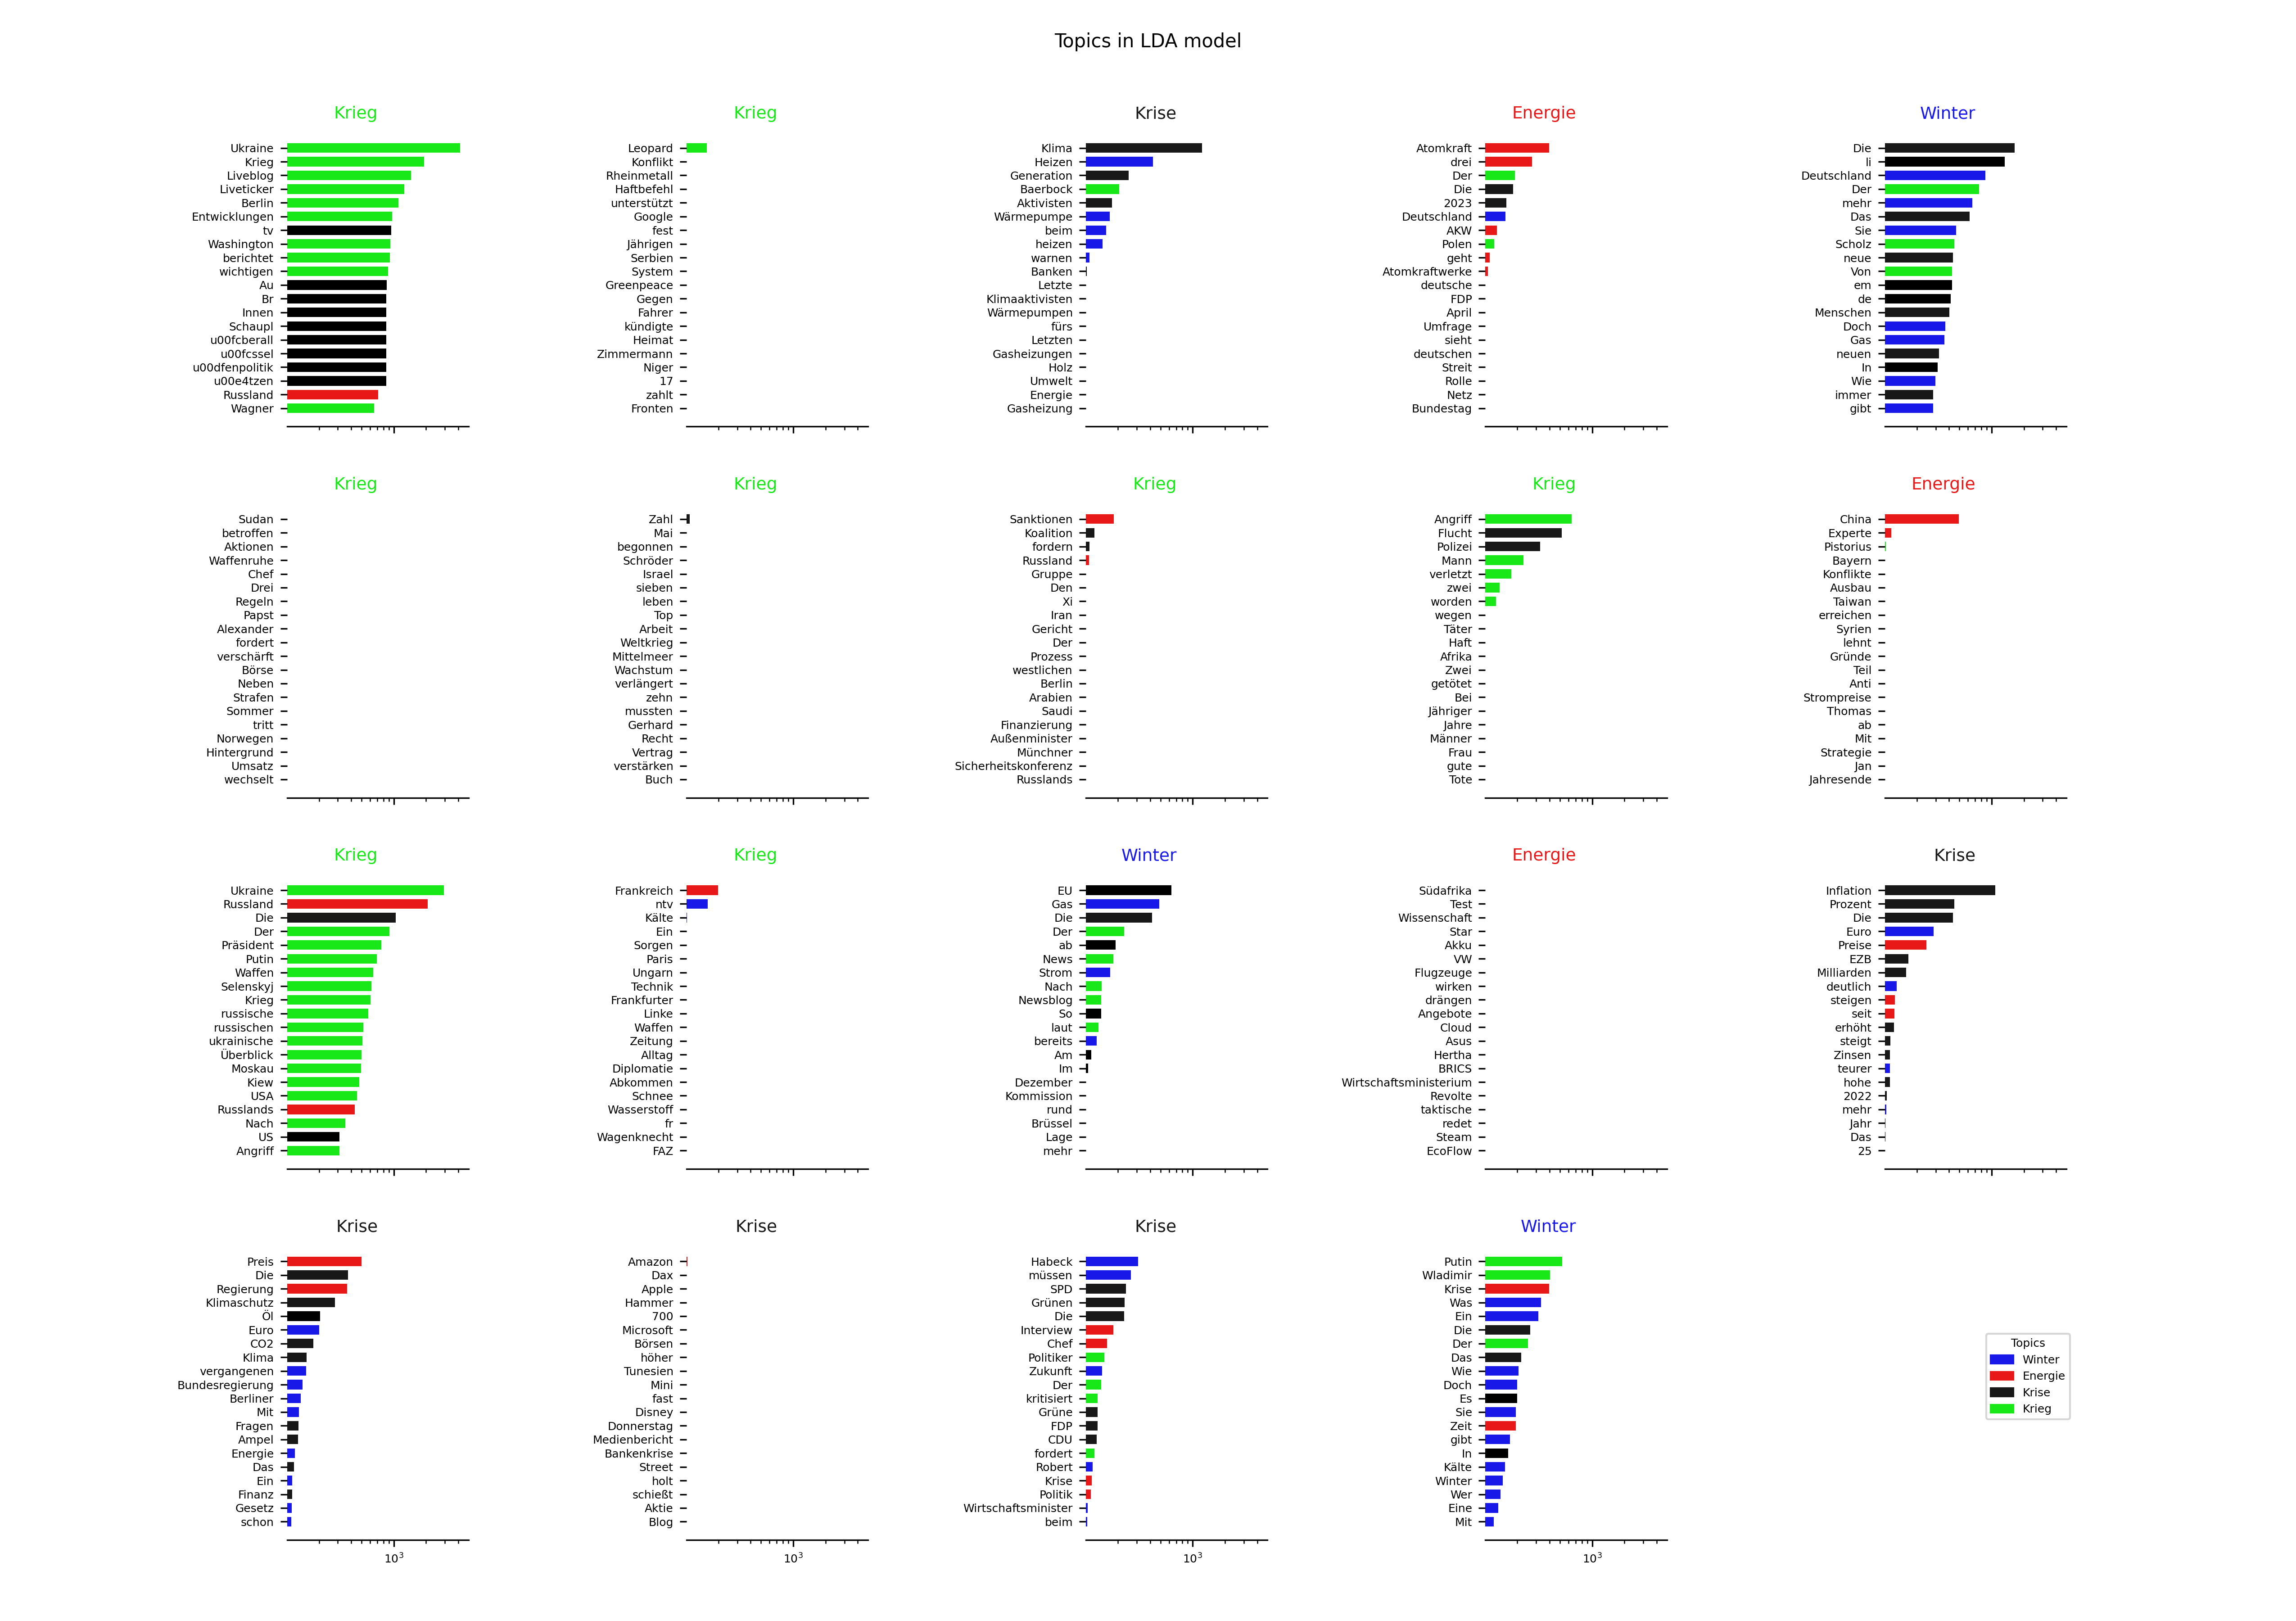 Topics in LDA model
Krieg
Ukraine
Krieg
Liveblog
Liveticker
Berlin
Entwicklungen
tv
Washington
berichtet
wichtigen
Au
Br
Innen
Schaupl
u00fcberall
u00fcssel
u00dfenpolitik
u00e4tzen
Russland
Wagner
Krieg
Leopard
Konflikt
Rheinmetall
Haftbefehl
unterstützt
Google
fest
Jährigen
Serbien
System
Greenpeace
Gegen
Fahrer
kündigte
Heimat
Zimmermann
Niger
17
zahlt
Fronten
Krise
Klima
Heizen
Generation
Baerbock
Aktivisten
Wärmepumpe
beim
heizen
warnen
Banken
Letzte
Klimaaktivisten
Wärmepumpen
fürs
Letzten
Gasheizungen
Holz
Umwelt
Energie
Gasheizung
Energie
Atomkraft
drei
Der
Die
2023
Deutschland
AKW
Polen
geht
Atomkraftwerke
deutsche
FDP
April
Umfrage
sieht
deutschen
Streit
Rolle
Netz
Bundestag
Winter
Die
li
Deutschland
Der
mehr
Das
Sie
Scholz
neue
Von
em
de
Menschen
Doch
Gas
neuen
In
Wie
immer
gibt
Krieg
Sudan
betroffen
Aktionen
Waffenruhe
Chef
Drei
Regeln
Papst
Alexander
fordert
verschärft
Börse
Neben
Strafen
Sommer
tritt
Norwegen
Hintergrund
Umsatz
wechselt
Krieg
Zahl
Mai
begonnen
Schröder
Israel
sieben
leben
Top
Arbeit
Weltkrieg
Mittelmeer
Wachstum
verlängert
zehn
mussten
Gerhard
Recht
Vertrag
verstärken
Buch
Krieg
Sanktionen
Koalition
fordern
Russland
Gruppe
Den
Xi
Iran
Gericht
Der
Prozess
westlichen
Berlin
Arabien
Saudi
Finanzierung
Außenminister
Münchner
Sicherheitskonferenz
Russlands
Krieg
Angriff
Flucht
Polizei
Mann
verletzt
zwei
worden
wegen
Täter
Haft
Afrika
Zwei
getötet
Bei
Jähriger
Jahre
Männer
Frau
gute
Tote
Energie
China
Experte
Pistorius
Bayern
Konflikte
Ausbau
Taiwan
erreichen
Syrien
lehnt
Gründe
Teil
Anti
Strompreise
Thomas
ab
Mit
Strategie
Jan
Jahresende
Krieg
Ukraine
Russland
Die
Der
Präsident
Putin
Waffen
Selenskyj
Krieg
russische
russischen
ukrainische
Überblick
Moskau
Kiew
USA
Russlands
Nach
US
Angriff
Krieg
Frankreich
ntv
Kälte
Ein
Sorgen
Paris
Ungarn
Technik
Frankfurter
Linke
Waffen
Zeitung
Alltag
Diplomatie
Abkommen
Schnee
Wasserstoff
fr
Wagenknecht
FAZ
Winter
EU
Gas
Die
Der
ab
News
Strom
Nach
Newsblog
So
laut
bereits
Am
Im
Dezember
Kommission
rund
Brüssel
Lage
mehr
Energie
Südafrika
Test
Wissenschaft
Star
Akku
VW
Flugzeuge
wirken
drängen
Angebote
Cloud
Asus
Hertha
BRICS
Wirtschaftsministerium
Revolte
taktische
redet
Steam
EcoFlow
Krise
Inflation
Prozent
Die
Euro
Preise
EZB
Milliarden
deutlich
steigen
seit
erhöht
steigt
Zinsen
teurer
hohe
2022
mehr
Jahr
Das
25
Krise
Preis
Die
Regierung
Klimaschutz
Öl
Euro
CO2
Klima
vergangenen
Bundesregierung
Berliner
Mit
Fragen
Ampel
Energie
Das
Ein
Finanz
Gesetz
schon
10³
Krise
Amazon
Dax
Apple
Hammer
700
Microsoft
Börsen
höher
Tunesien
Mini
fast
Disney
Donnerstag
Medienbericht
Bankenkrise
Street
holt
schießt
Aktie
Blog
10³
Krise
Habeck
müssen
SPD
Grünen
Die
Interview
Chef
Politiker
Zukunft
Der
kritisiert
Grüne
FDP
CDU
fordert
Robert
Krise
Politik
Wirtschaftsminister
beim
10³
Winter
Putin
Wladimir
Krise
Was
Ein
Die
Der
Das
Wie
Doch
Es
Sie
Zeit
gibt
In
Kälte
Winter
Wer
Eine
Mit
10³
Topics
Winter
Energie
Krise
Krieg